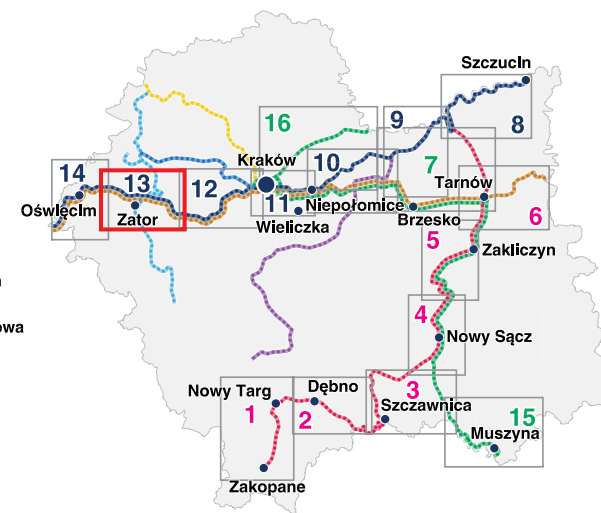 Szczucin
16
9
8
Kraków
10
7
14
13
12
Tarnów
11
Niepołomice
Oświęcim
Zator
Brzesko
6
Wieliczka
5
Zakliczyn
owa
4
Nowy Sącz
Nowy Targ
Dębno
3
1
2
Szczawnica
15
Muszyna
Zakopane